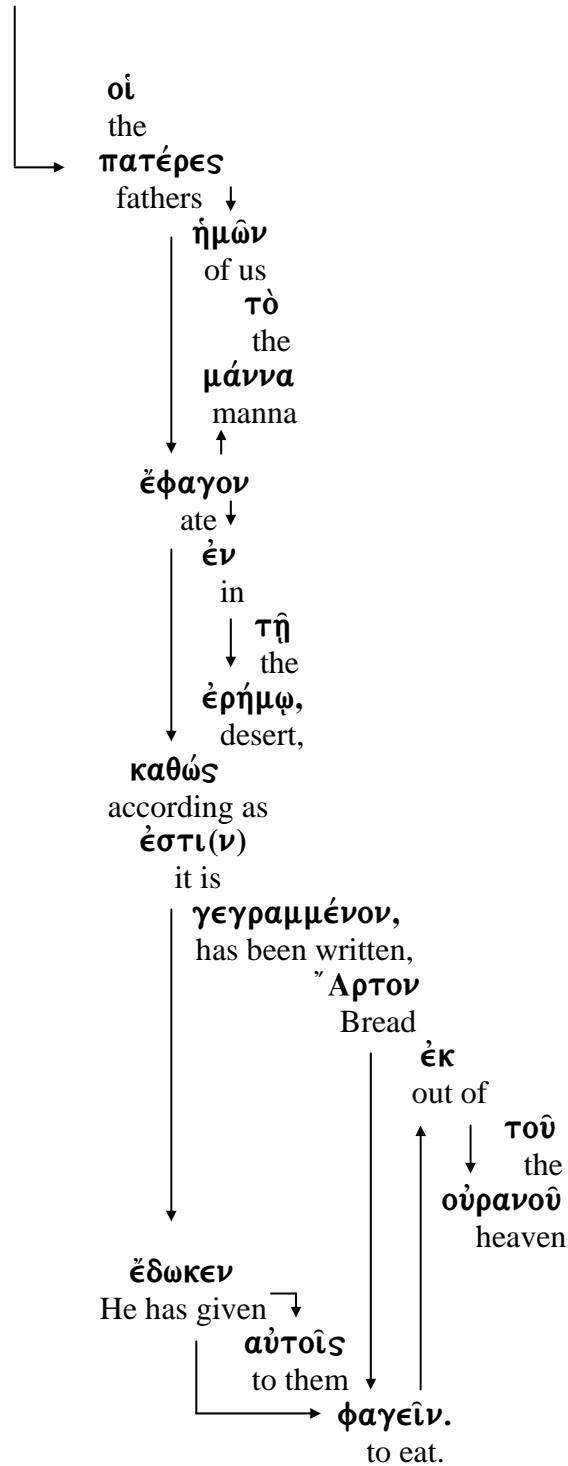 οἱ
the
πατέρες
fathers
ἡμῶν
of us
τὸ
the
μάννα
manna
ἔφαγον
ate
ἐν
in
τῇ
the
ἐρήμῳ,
desert,
καθώς
according as
ἐστι(ν)
it is
γεγραμμένον,
has been written,
Ἄρτον
Bread
ἐκ
out of
τοῦ
the
οὐρανοῦ
heaven
ἔδωκεν
He has given
αὐτοῖς
to them
φαγεῖν.
to eat.